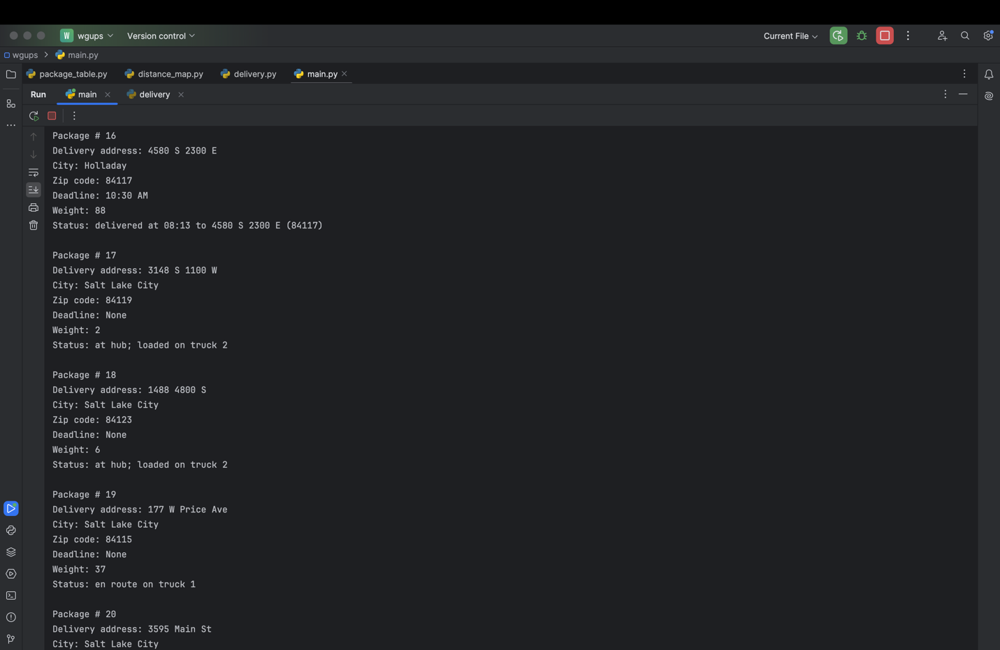 W wgups Version control Current File
wgups > main.py
package_table.py distance_map.py delivery.py main.py
Run main delivery
Package # 16
Delivery address: 4580 S 2300 E
City: Holladay
Zip code: 84117
Deadline: 10:30 AM
Weight: 88
Status: delivered at 08:13 to 4580 S 2300 E (84117)
Package # 17
Delivery address: 3148 S 1100 W
City: Salt Lake City
Zip code: 84119
Deadline: None
Weight: 2
Status: at hub; loaded on truck 2
Package # 18
Delivery address: 1488 4800 S
City: Salt Lake City
Zip code: 84123
Deadline: None
Weight: 6
Status: at hub; loaded on truck 2
Package # 19
Delivery address: 177 W Price Ave
City: Salt Lake City
Zip code: 84115
Deadline: None
Weight: 37
Status: en route on truck 1
Package # 20
Delivery address: 3595 Main St
City: Salt Lake City